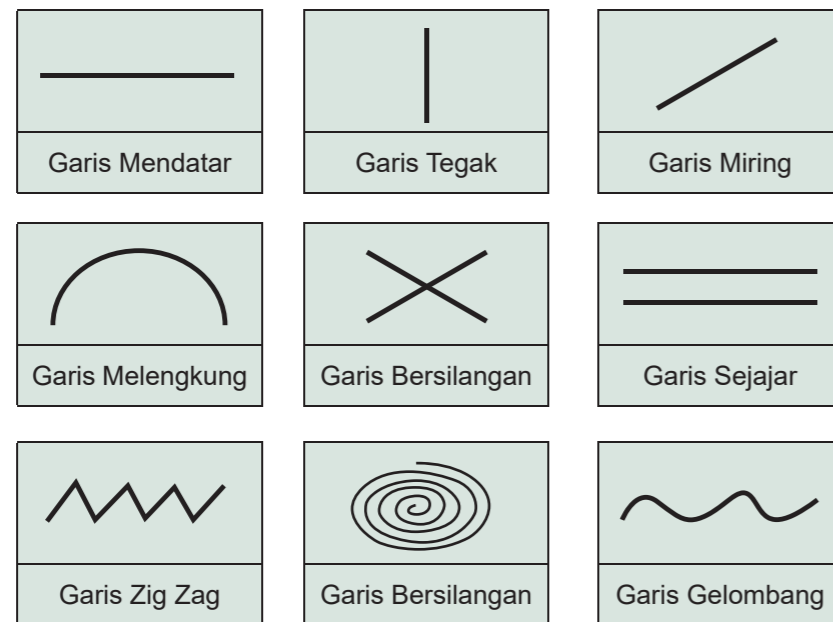 Garis Mendatar
Garis Tegak
Garis Miring
Garis Melengkung
Garis Bersilangan
Garis Sejajar
Garis Zig Zag
Garis Bersilangan
Garis Gelombang